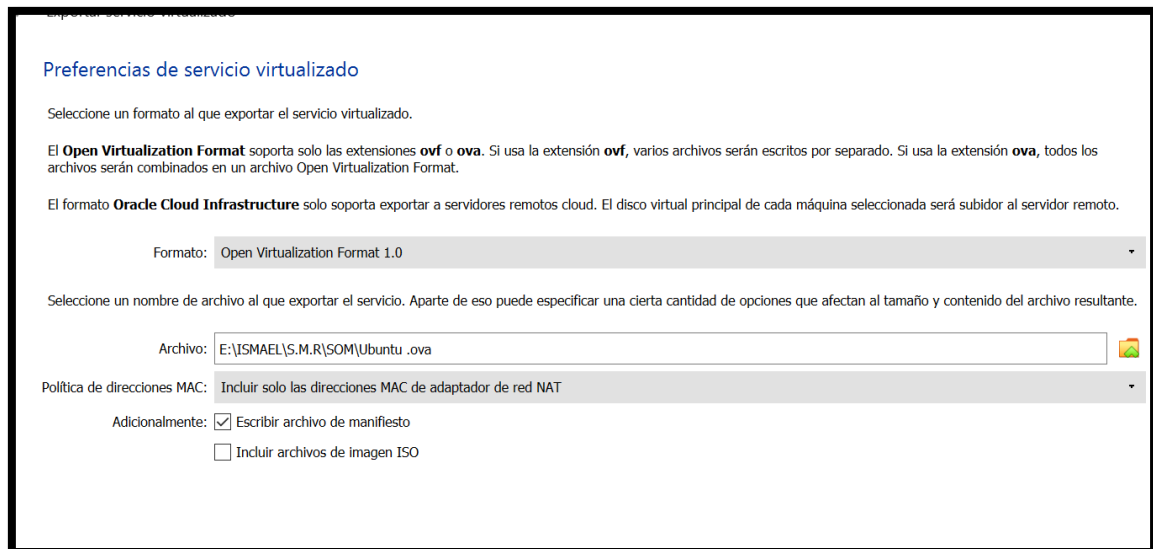 Exportar servicio virtualizado
Preferencias de servicio virtualizado
Seleccione un formato al que exportar el servicio virtualizado.
El Open Virtualization Format soporta solo las extensiones ovf o ova. Si usa la extensión ovf, varios archivos serán escritos por separado. Si usa la extensión ova, todos los
archivos serán combinados en un archivo Open Virtualization Format.
El formato Oracle Cloud Infrastructure solo soporta exportar a servidores remotos cloud. El disco virtual principal de cada máquina seleccionada será subidor al servidor remoto.
Formato: Open Virtualization Format 1.0
Seleccione un nombre de archivo al que exportar el servicio. Aparte de eso puede especificar una cierta cantidad de opciones que afectan al tamaño y contenido del archivo resultante.
Archivo: E:\ISMAEL\S.M.R\SOM\Ubuntu .ova
Política de direcciones MAC: Incluir solo las direcciones MAC de adaptador de red NAT
Adicionalmente: Escribir archivo de manifiesto
Incluir archivos de imagen ISO